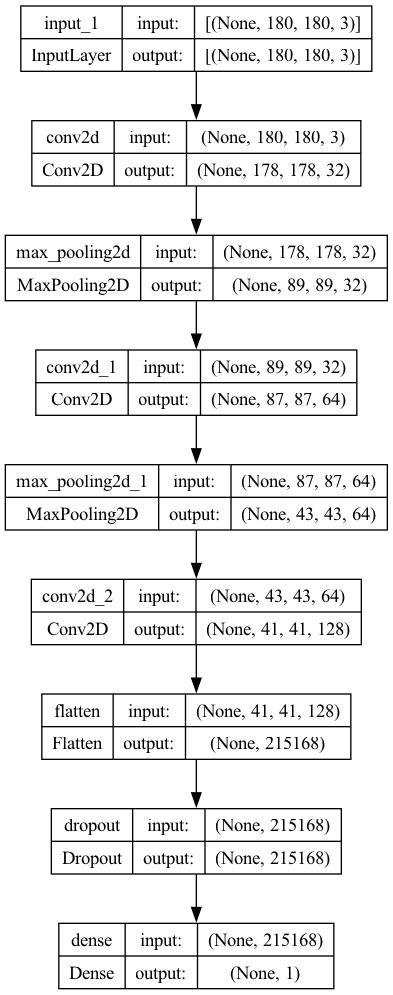 input_1 input: [(None, 180, 180, 3)]
InputLayer output: [(None, 180, 180, 3)]
conv2d input: (None, 180, 180, 3)
Conv2D output: (None, 178, 178, 32)
max_pooling2d input: (None, 178, 178, 32)
MaxPooling2D output: (None, 89, 89, 32)
conv2d_1 input: (None, 89, 89, 32)
Conv2D output: (None, 87, 87, 64)
max_pooling2d_1 input: (None, 87, 87, 64)
MaxPooling2D output: (None, 43, 43, 64)
conv2d_2 input: (None, 43, 43, 64)
Conv2D output: (None, 41, 41, 128)
flatten input: (None, 41, 41, 128)
Flatten output: (None, 215168)
dropout input: (None, 215168)
Dropout output: (None, 215168)
dense input: (None, 215168)
Dense output: (None, 1)